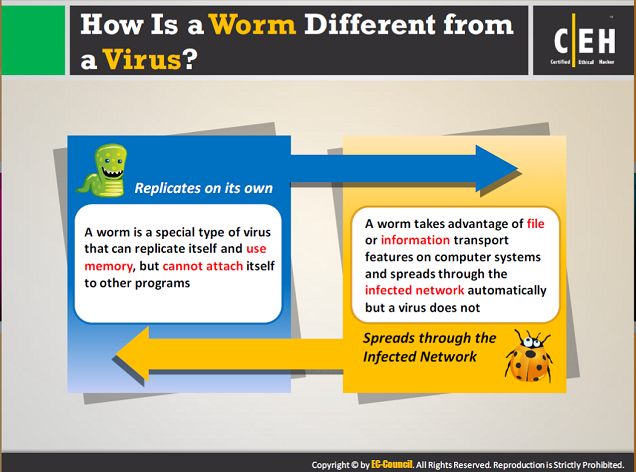 How Is a Worm Different from
a Virus?
C|EH
Certified Ethical Hacker
Replicates on its own
A worm is a special type of virus
that can replicate itself and use
memory, but cannot attach itself
to other programs
A worm takes advantage of file
or information transport
features on computer systems
and spreads through the
infected network automatically
but a virus does not
Spreads through the
Infected Network
Copyright © by EC-Council. All Rights Reserved. Reproduction is Strictly Prohibited.